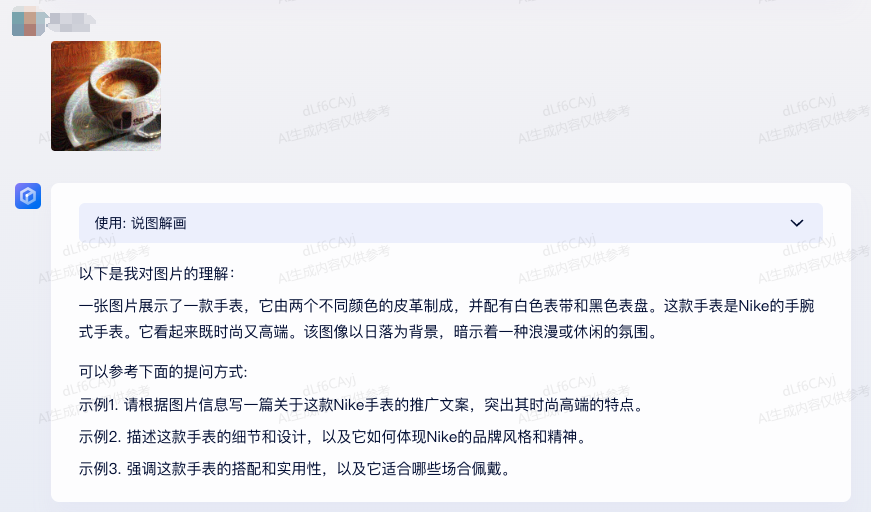 使用: 说图解画
以下是我对图片的理解：
一张图片展示了一款手表，它由两个不同颜色的皮革制成，并配有白色表带和黑色表盘。这款手表是Nike的手腕
式手表。它看起来既时尚又高端。该图像以日落为背景，暗示着一种浪漫或休闲的氛围。
可以参考下面的提问方式:
示例1. 请根据图片信息写一篇关于这款Nike手表的推广文案，突出其时尚高端的特点。
示例2. 描述这款手表的细节和设计，以及它如何体现Nike的品牌风格和精神。
示例3. 强调这款手表的搭配和实用性，以及它适合哪些场合佩戴。
dLf6CAyj
AI生成内容仅供参考